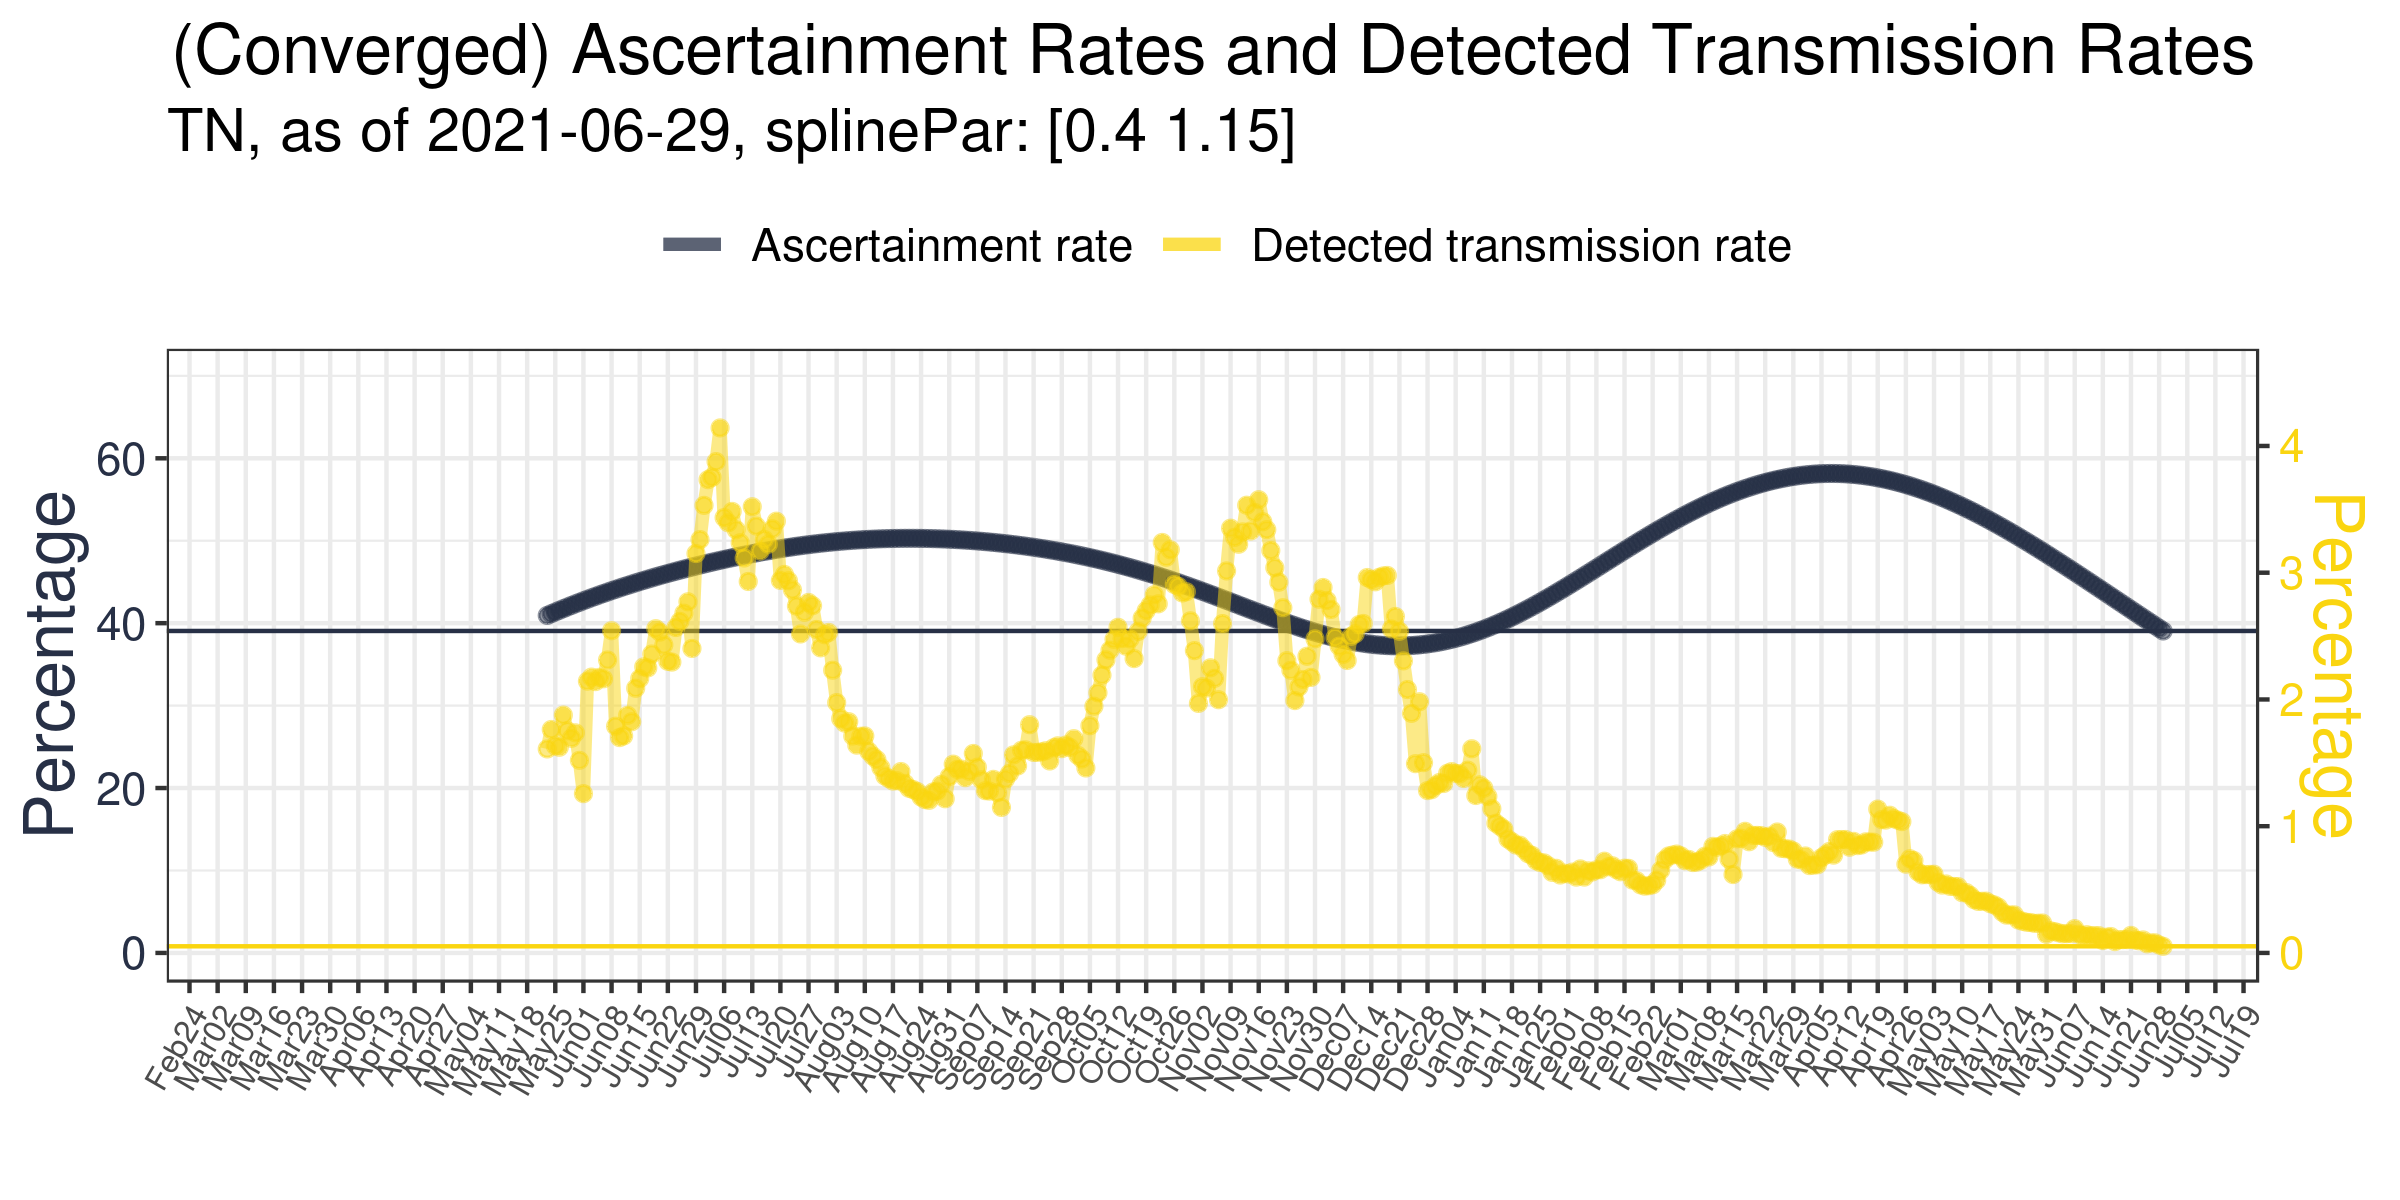 (Converged) Ascertainment Rates and Detected Transmission Rates
TN, as of 2021-06-29, splinePar: [0.4 1.15]
Ascertainment rate Detected transmission rate
Percentage
60
40
20
0
4
3
2
1
0
Percentage
Feb24 Mar02 Mar09 Mar16 Mar23 Mar30 Apr06 Apr13 Apr20 Apr27 May04 May11 May18 May25 Jun01 Jun08 Jun15 Jun22 Jun29 Jul06 Jul13 Jul20 Jul27 Aug03 Aug10 Aug17 Aug24 Aug31 Sep07 Sep14 Sep21 Sep28 Oct05 Oct12 Oct19 Oct26 Nov02 Nov09 Nov16 Nov23 Nov30 Dec07 Dec14 Dec21 Dec28 Jan04 Jan11 Jan18 Jan25 Feb01 Feb08 Feb15 Feb22 Mar01 Mar08 Mar15 Mar22 Mar29 Apr05 Apr12 Apr19 Apr26 May03 May10 May17 May24 May31 Jun07 Jun14 Jun21 Jun28 Jul05 Jul12 Jul19